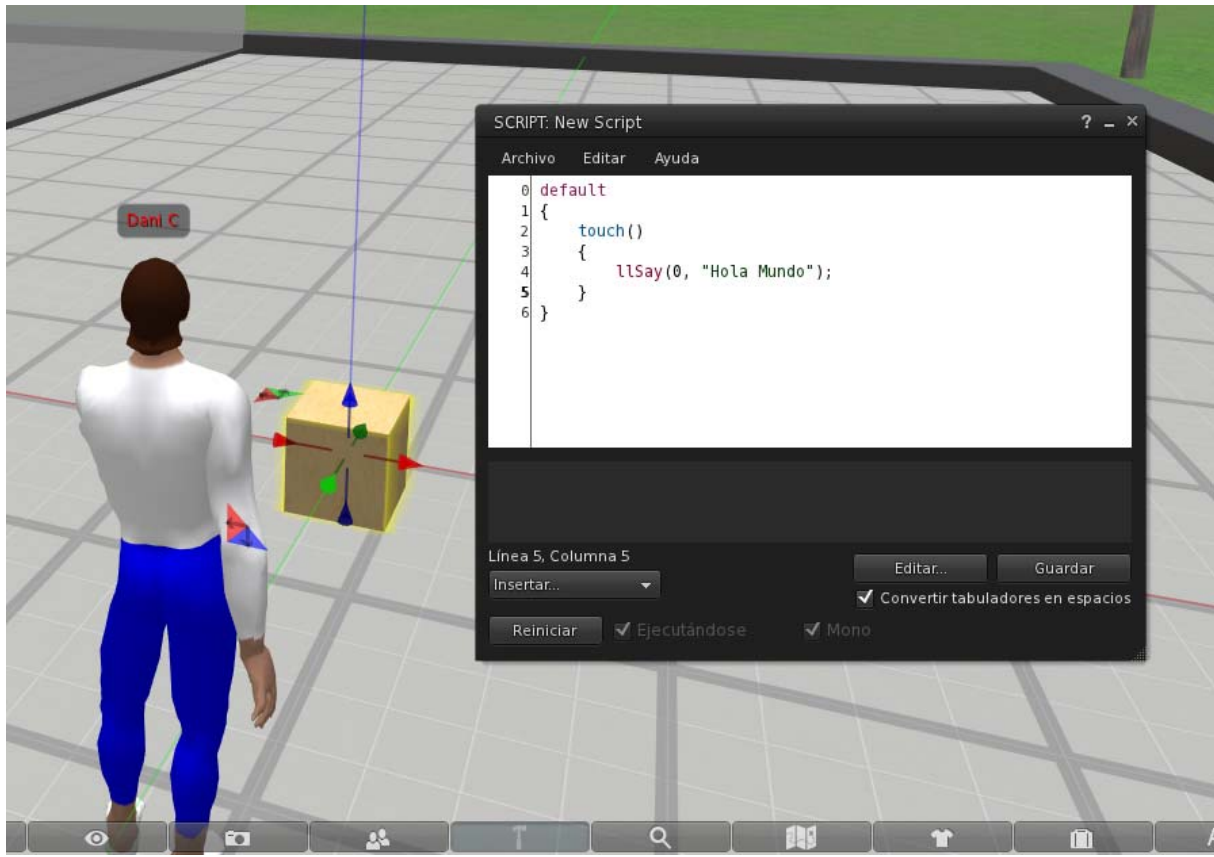 Dani C
SCRIPT: New Script
? – ×
Archivo Editar Ayuda
0 default
1 {
2     touch()
3     {
4         llSay(0, "Hola Mundo");
5     }
6 }
Línea 5, Columna 5
Insertar...
Editar... Guardar
Convertir tabuladores en espacios
Reiniciar Ejecutándose Mono